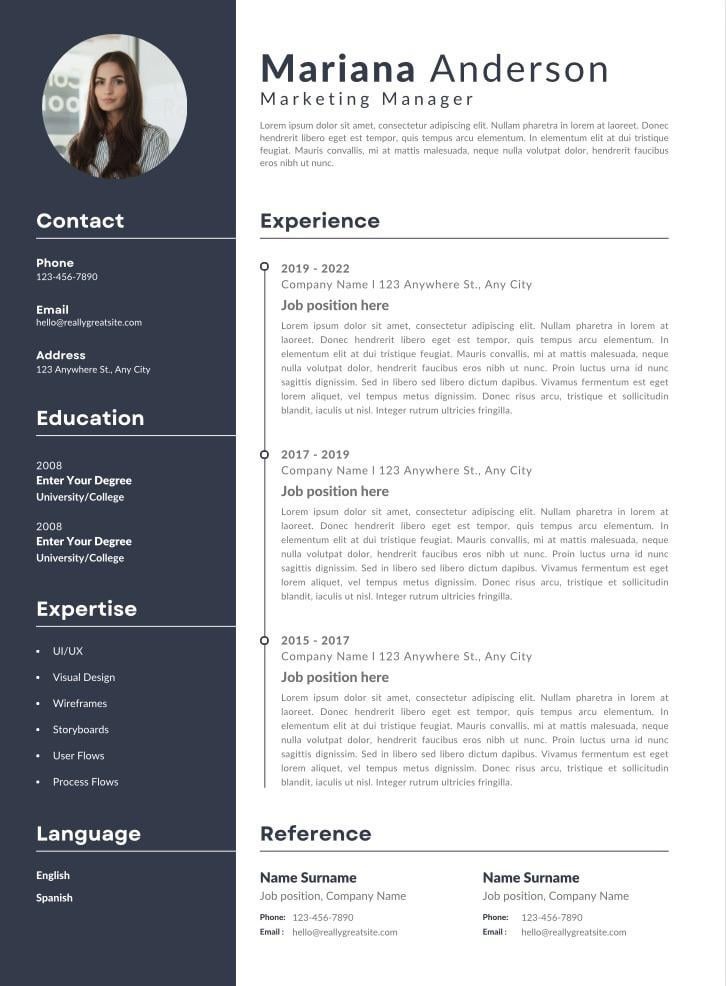 Mariana Anderson
Marketing Manager
Lorem ipsum dolor sit amet, consectetur adipiscing elit. Nullam pharetra in lorem at laoreet. Donec
hendrerit libero eget est tempor, quis tempus arcu elementum. In elementum elit at dui tristique
feugiat. Mauris convallis, mi at mattis malesuada, neque nulla volutpat dolor, hendrerit faucibus
eros nibh ut nunc.
Contact
Phone
123-456-7890
Email
hello@reallygreatsite.com
Address
123 Anywhere St., Any City
Education
2008
Enter Your Degree
University/College
2008
Enter Your Degree
University/College
Expertise
▪ UI/UX
▪ Visual Design
▪ Wireframes
▪ Storyboards
▪ User Flows
▪ Process Flows
Language
English
Spanish
Experience
2019 - 2022
Company Name l 123 Anywhere St., Any City
Job position here
Lorem ipsum dolor sit amet, consectetur adipiscing elit. Nullam pharetra in lorem at
laoreet. Donec hendrerit libero eget est tempor, quis tempus arcu elementum. In
elementum elit at dui tristique feugiat. Mauris convallis, mi at mattis malesuada, neque
nulla volutpat dolor, hendrerit faucibus eros nibh ut nunc. Proin luctus urna id nunc
sagittis dignissim. Sed in libero sed libero dictum dapibus. Vivamus fermentum est eget
lorem aliquet, vel tempus metus dignissim. Donec risus arcu, tristique et sollicitudin
blandit, iaculis ut nisl. Integer rutrum ultricies fringilla.
2017 - 2019
Company Name l 123 Anywhere St., Any City
Job position here
Lorem ipsum dolor sit amet, consectetur adipiscing elit. Nullam pharetra in lorem at
laoreet. Donec hendrerit libero eget est tempor, quis tempus arcu elementum. In
elementum elit at dui tristique feugiat. Mauris convallis, mi at mattis malesuada, neque
nulla volutpat dolor, hendrerit faucibus eros nibh ut nunc. Proin luctus urna id nunc
sagittis dignissim. Sed in libero sed libero dictum dapibus. Vivamus fermentum est eget
lorem aliquet, vel tempus metus dignissim. Donec risus arcu, tristique et sollicitudin
blandit, iaculis ut nisl. Integer rutrum ultricies fringilla.
2015 - 2017
Company Name l 123 Anywhere St., Any City
Job position here
Lorem ipsum dolor sit amet, consectetur adipiscing elit. Nullam pharetra in lorem at
laoreet. Donec hendrerit libero eget est tempor, quis tempus arcu elementum. In
elementum elit at dui tristique feugiat. Mauris convallis, mi at mattis malesuada, neque
nulla volutpat dolor, hendrerit faucibus eros nibh ut nunc. Proin luctus urna id nunc
sagittis dignissim. Sed in libero sed libero dictum dapibus. Vivamus fermentum est eget
lorem aliquet, vel tempus metus dignissim. Donec risus arcu, tristique et sollicitudin
blandit, iaculis ut nisl. Integer rutrum ultricies fringilla.
Reference
Name Surname
Job position, Company Name
Phone: 123-456-7890
Email : hello@reallygreatsite.com
Name Surname
Job position, Company Name
Phone: 123-456-7890
Email : hello@reallygreatsite.com